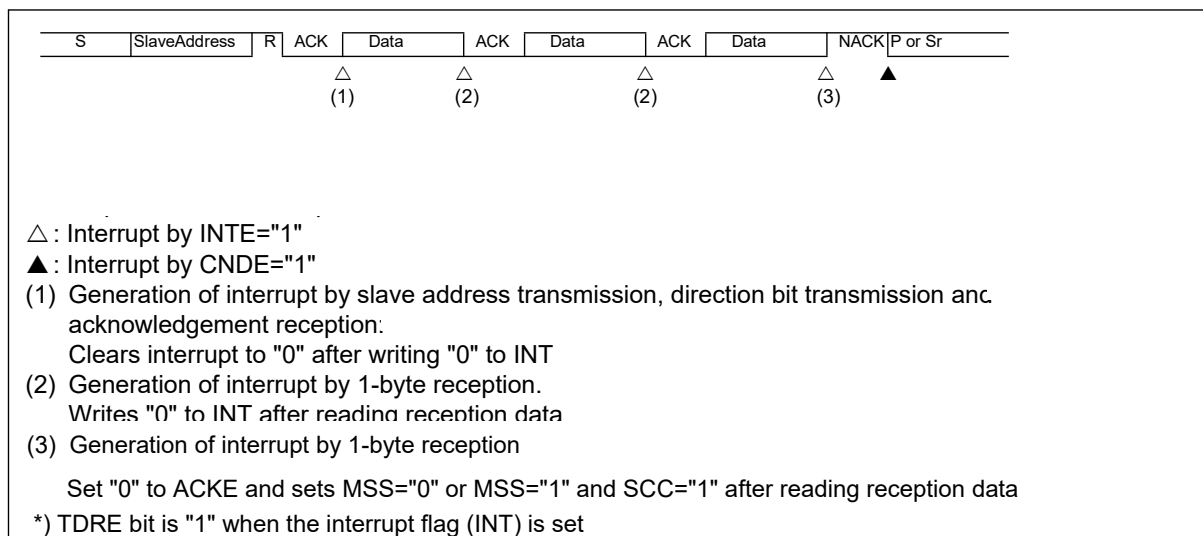 S SlaveAddress R ACK Data ACK Data ACK Data NACK P or Sr
△ △ △ △ ▲
(1) (2) (2) (3)
△ : Interrupt by INTE="1"
▲ : Interrupt by CNDE="1"
(1) Generation of interrupt by slave address transmission, direction bit transmission and
acknowledgement reception:
Clears interrupt to "0" after writing "0" to INT
(2) Generation of interrupt by 1-byte reception.
Writes "0" to INT after reading reception data
(3) Generation of interrupt by 1-byte reception
Set "0" to ACKE and sets MSS="0" or MSS="1" and SCC="1" after reading reception data
*) TDRE bit is "1" when the interrupt flag (INT) is set